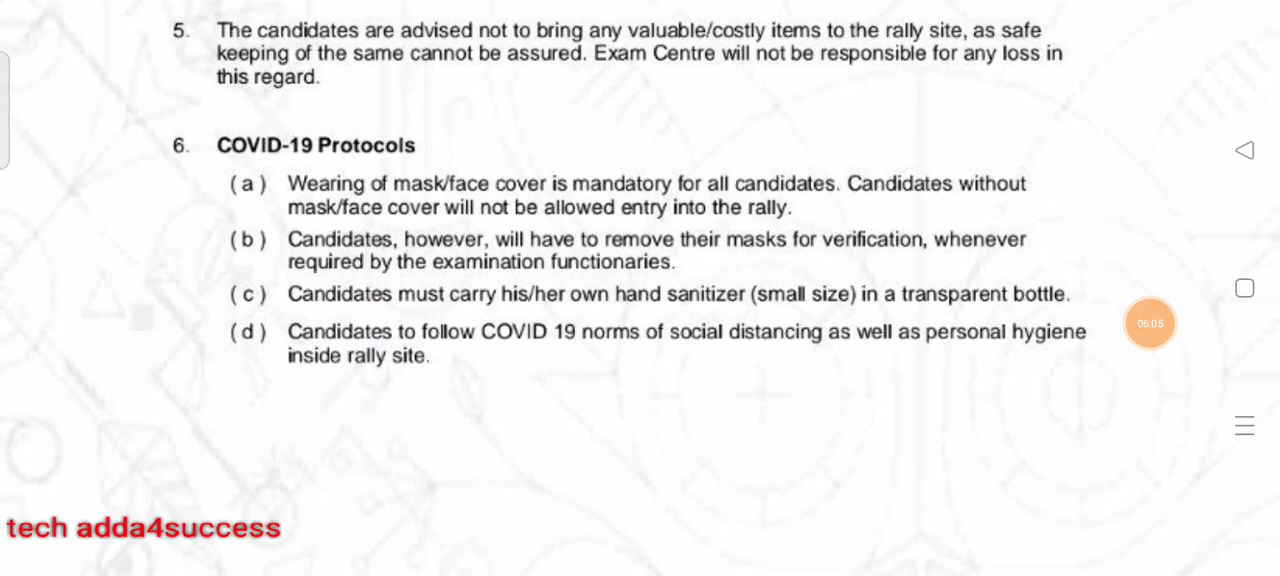 5. The candidates are advised not to bring any valuable/costly items to the rally site, as safe
keeping of the same cannot be assured. Exam Centre will not be responsible for any loss in
this regard.
6. COVID-19 Protocols
(a) Wearing of mask/face cover is mandatory for all candidates. Candidates without
mask/face cover will not be allowed entry into the rally.
(b) Candidates, however, will have to remove their masks for verification, whenever
required by the examination functionaries.
(c) Candidates must carry his/her own hand sanitizer (small size) in a transparent bottle.
(d) Candidates to follow COVID 19 norms of social distancing as well as personal hygiene
inside rally site.
06:05
tech adda4success